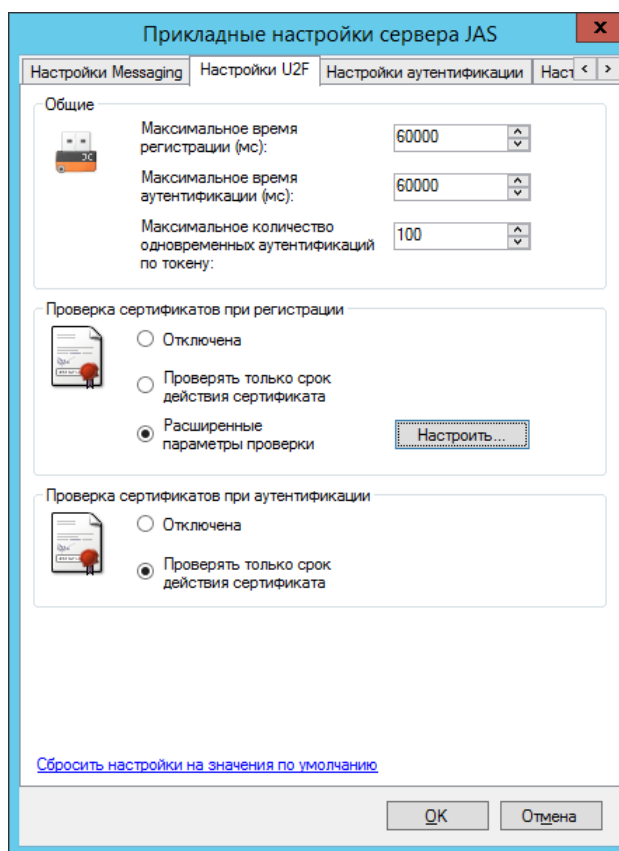 Прикладные настройки сервера JAS
x
Настройки Messaging
Настройки U2F
Настройки аутентификации
Наст
Общие
Максимальное время
регистрации (мс):
60000
Максимальное время
аутентификации (мс):
60000
Максимальное количество
одновременных аутентификаций
по токену:
100
Проверка сертификатов при регистрации
Отключена
Проверять только срок
действия сертификата
Расширенные
параметры проверки
Настроить...
Проверка сертификатов при аутентификации
Отключена
Проверять только срок
действия сертификата
Сбросить настройки на значения по умолчанию
OK
Отмена